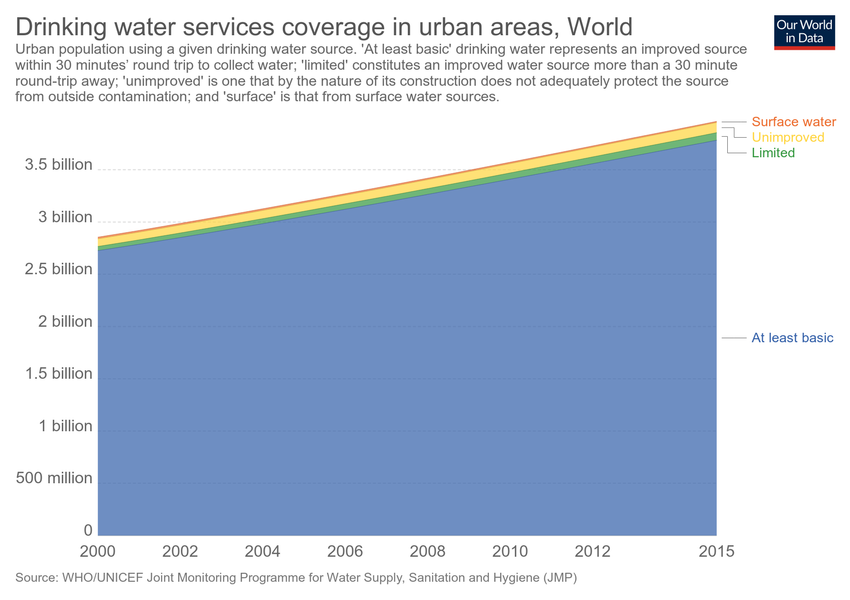 Drinking water services coverage in urban areas, World
Our World
in Data
Urban population using a given drinking water source. 'At least basic' drinking water represents an improved source
within 30 minutes’ round trip to collect water; 'limited' constitutes an improved water source more than a 30 minute
round-trip away; 'unimproved' is one that by the nature of its construction does not adequately protect the source
from outside contamination; and 'surface' is that from surface water sources.
Surface water
Unimproved
Limited
3.5 billion
3 billion
2.5 billion
2 billion
At least basic
1.5 billion
1 billion
500 million
0
2000 2002 2004 2006 2008 2010 2012 2015
Source: WHO/UNICEF Joint Monitoring Programme for Water Supply, Sanitation and Hygiene (JMP)